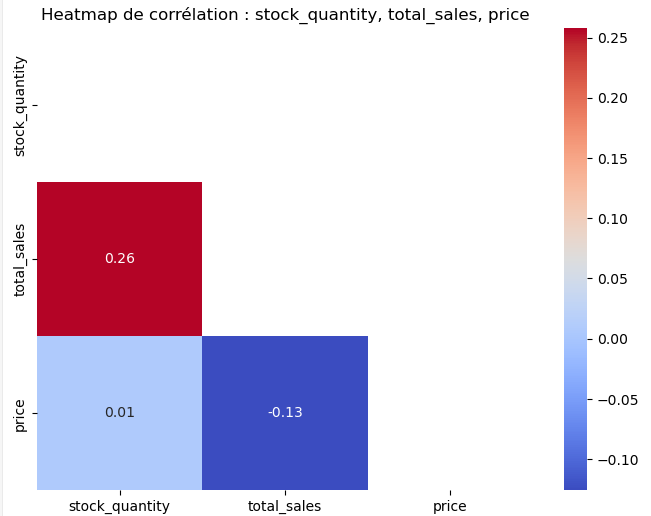 Heatmap de corrélation : stock_quantity, total_sales, price
stock_quantity
total_sales
price
0.26
0.01
-0.13
stock_quantity
total_sales
price
0.25
0.20
0.15
0.10
0.05
0.00
−0.05
−0.10